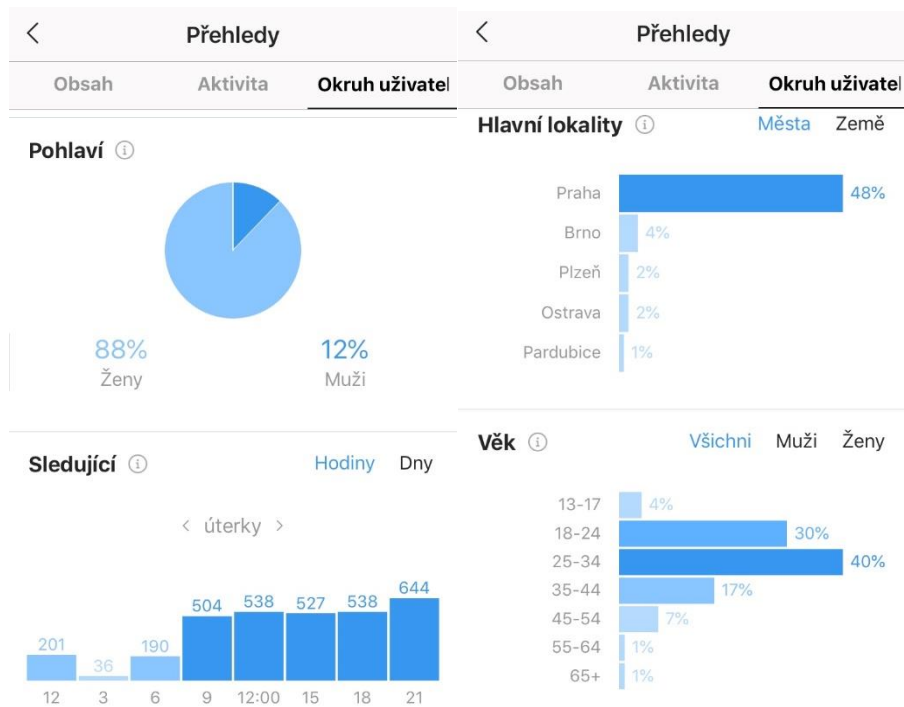 Přehledy
Obsah Aktivita Okruh uživatel
Pohlaví
88% 12%
Ženy Muži
Sledující Hodiny Dny
< úterky >
201 36 190 504 538 527 538 644
12 3 6 9 12:00 15 18 21
Přehledy
Obsah Aktivita Okruh uživatel
Hlavní lokality Města Země
Praha 48%
Brno 4%
Plzeň 2%
Ostrava 2%
Pardubice 1%
Věk Všichni Muži Ženy
13-17 4%
18-24 30%
25-34 40%
35-44 17%
45-54 7%
55-64 1%
65+ 1%